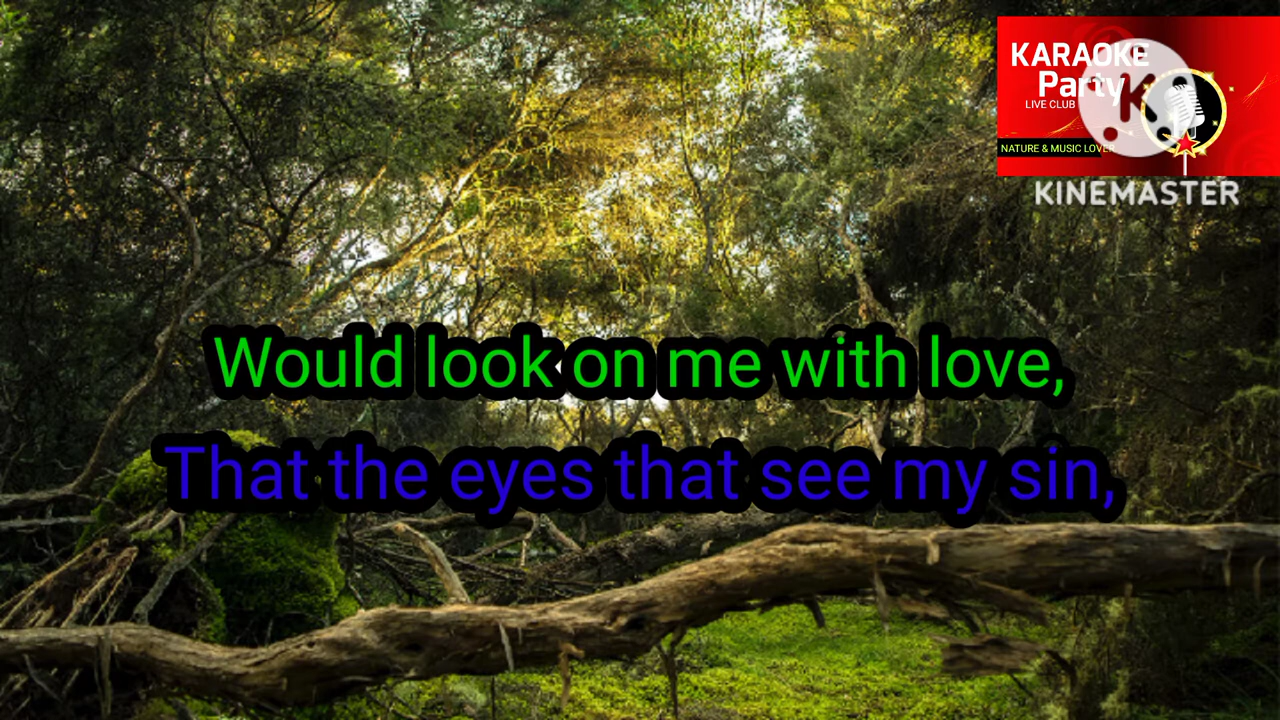 KARAOKE
Party
LIVE CLUB
NATURE & MUSIC LOVER
KINEMASTER
Would look on me with love,
That the eyes that see my sin,